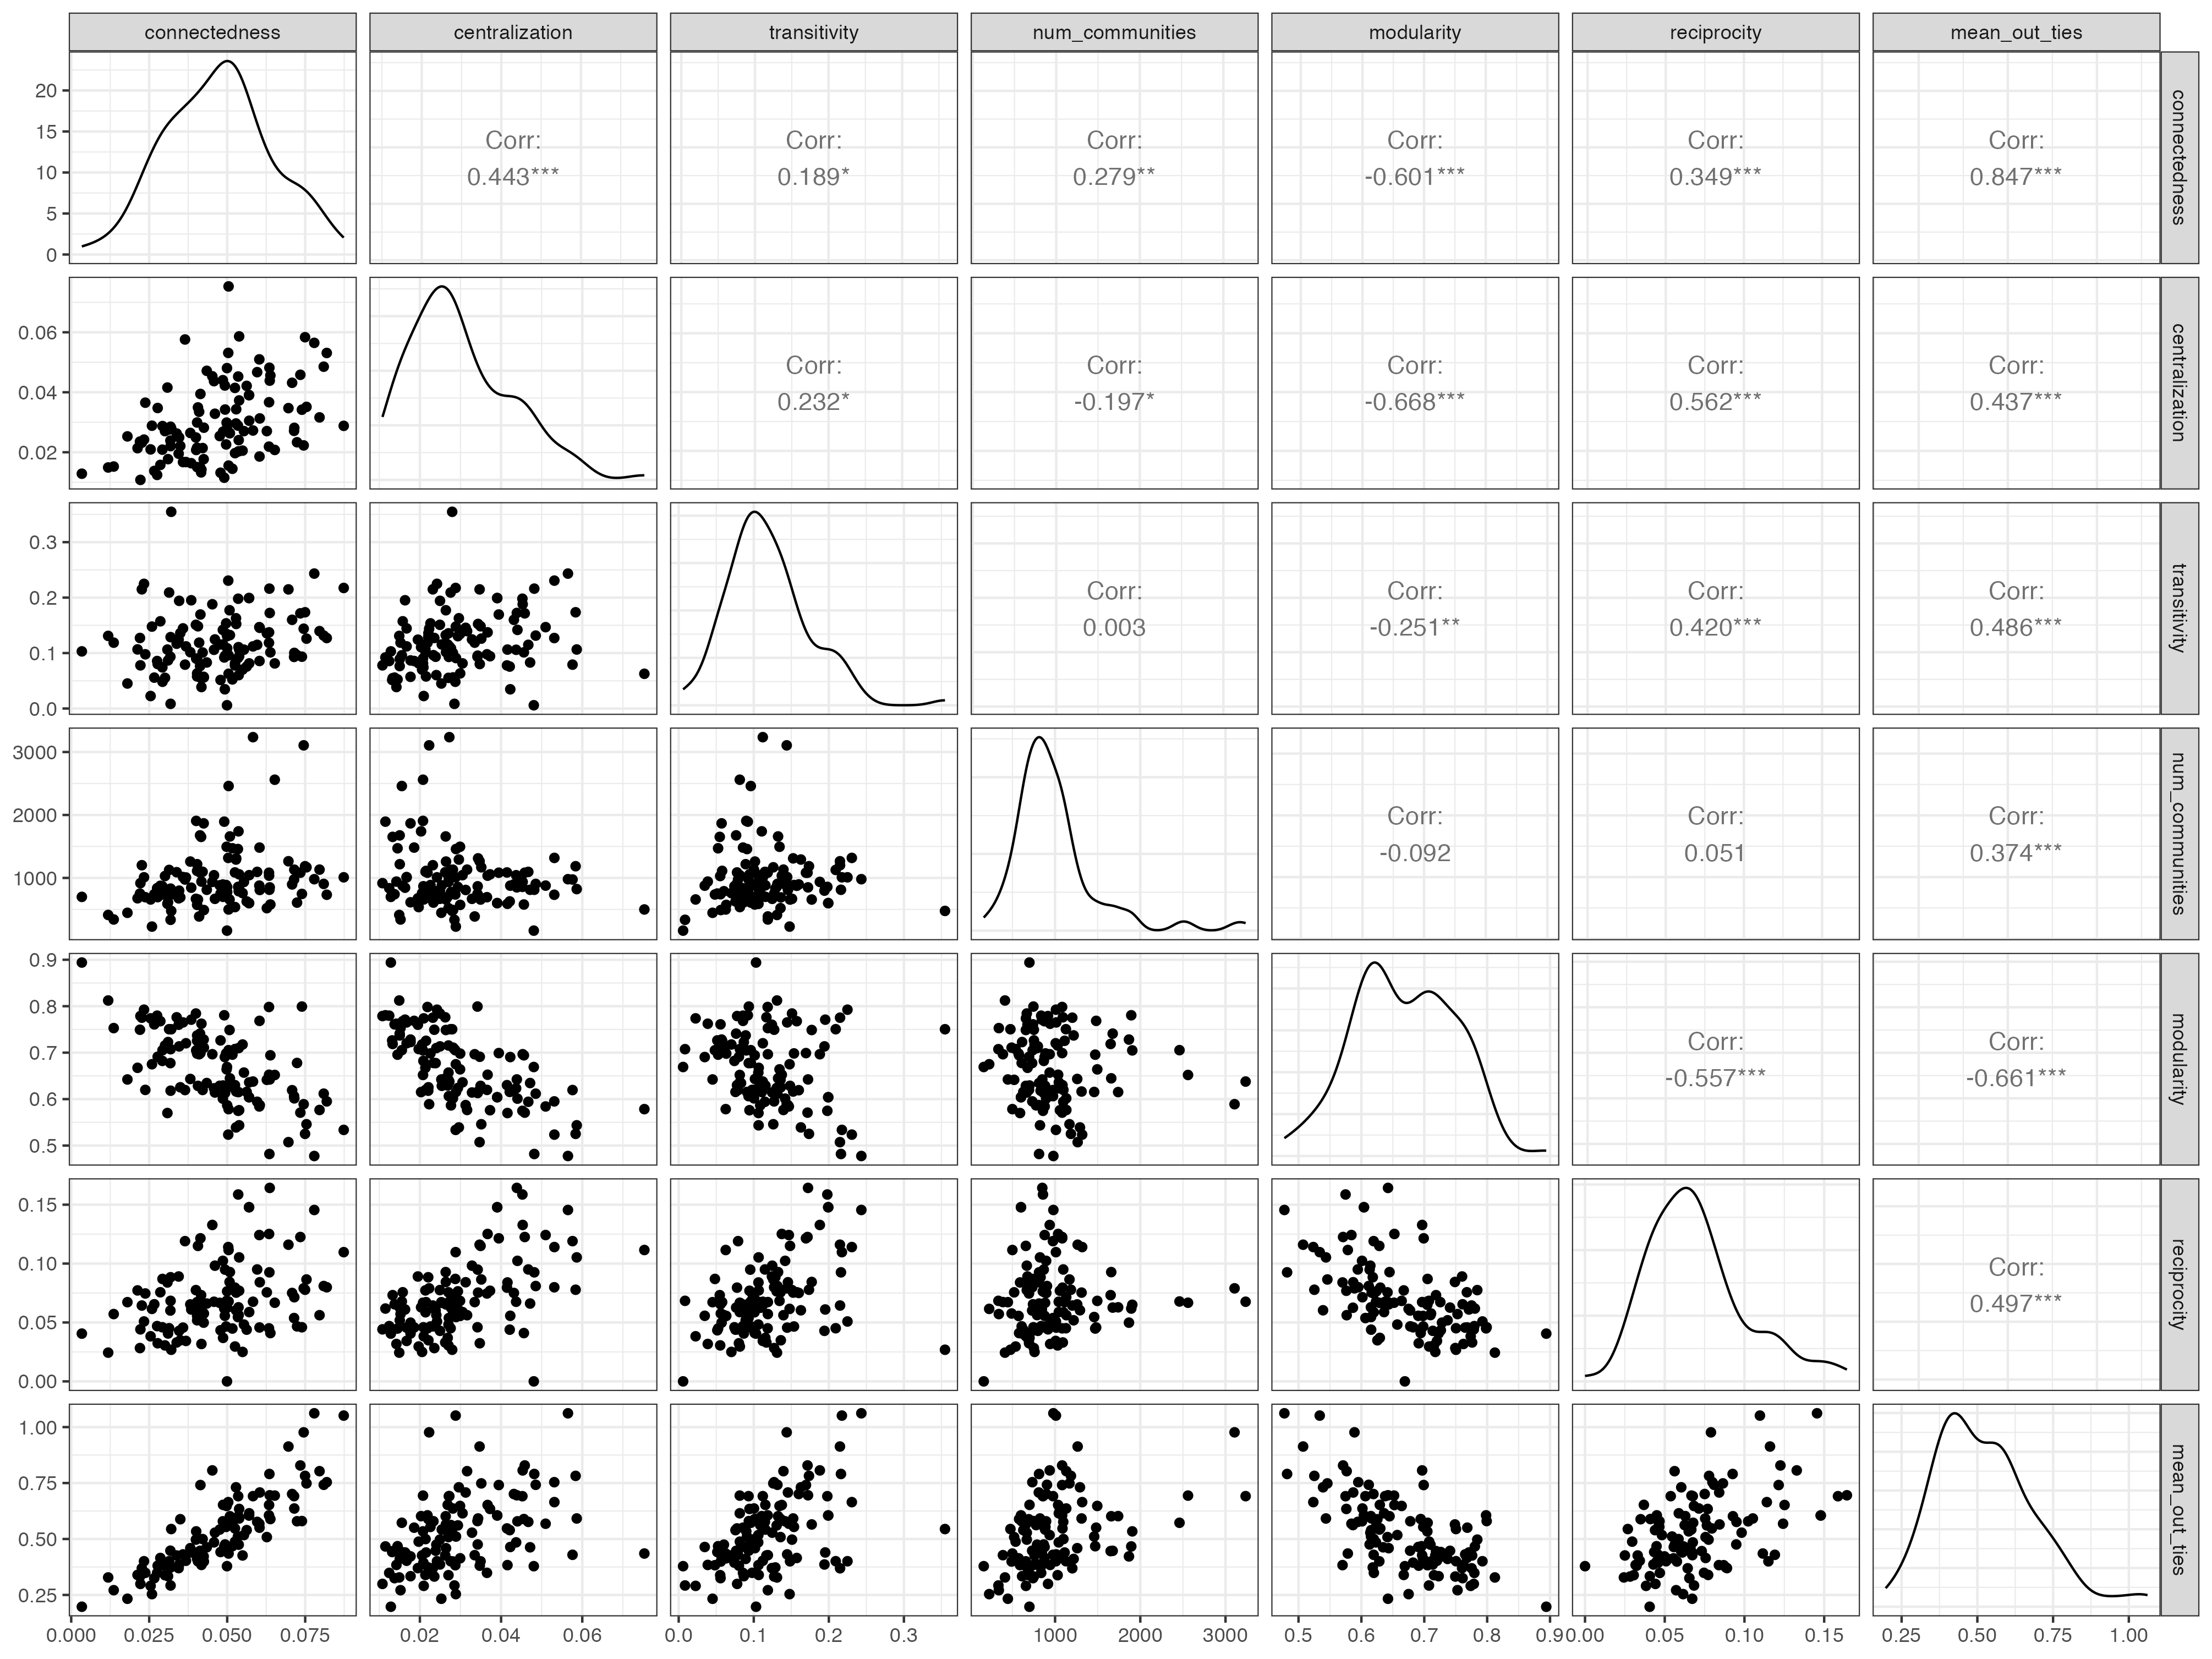 connectedness centralization transitivity num_communities modularity reciprocity mean_out_ties
20
15
10
5
0
Corr: Corr: Corr: Corr: Corr: Corr:
0.443*** 0.189* 0.279** -0.601*** 0.349*** 0.847***
connectedness
0.06
0.04
0.02
Corr: Corr: Corr: Corr: Corr:
0.232* -0.197* -0.668*** 0.562*** 0.437***
centralization
0.3
0.2
0.1
0.0
Corr: Corr: Corr: Corr:
0.003 -0.251** 0.420*** 0.486***
transitivity
3000
2000
1000
Corr: Corr: Corr:
-0.092 0.051 0.374***
num_communities
0.9
0.8
0.7
0.6
0.5
Corr: Corr:
-0.557*** -0.661***
modularity
0.15
0.10
0.05
0.00
Corr:
0.497***
reciprocity
1.00
0.75
0.50
0.25
mean_out_ties
0.000 0.025 0.050 0.075 0.02 0.04 0.06 0.0 0.1 0.2 0.3 1000 2000 3000 0.5 0.6 0.7 0.8 0.9 0.00 0.05 0.10 0.15 0.25 0.50 0.75 1.00